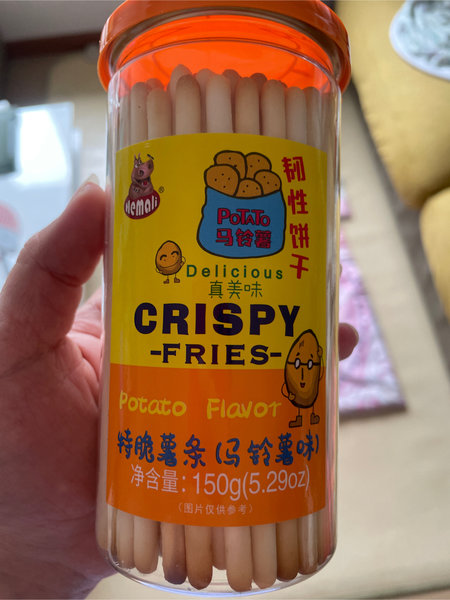 Hemali®
POTATO
马铃薯
韧性饼干
Delicious
真美味
CRISPY
-FRIES-
Potato Flavor
特脆薯条(马铃薯味)
净含量：150g(5.29oz)
(图片仅供参考)